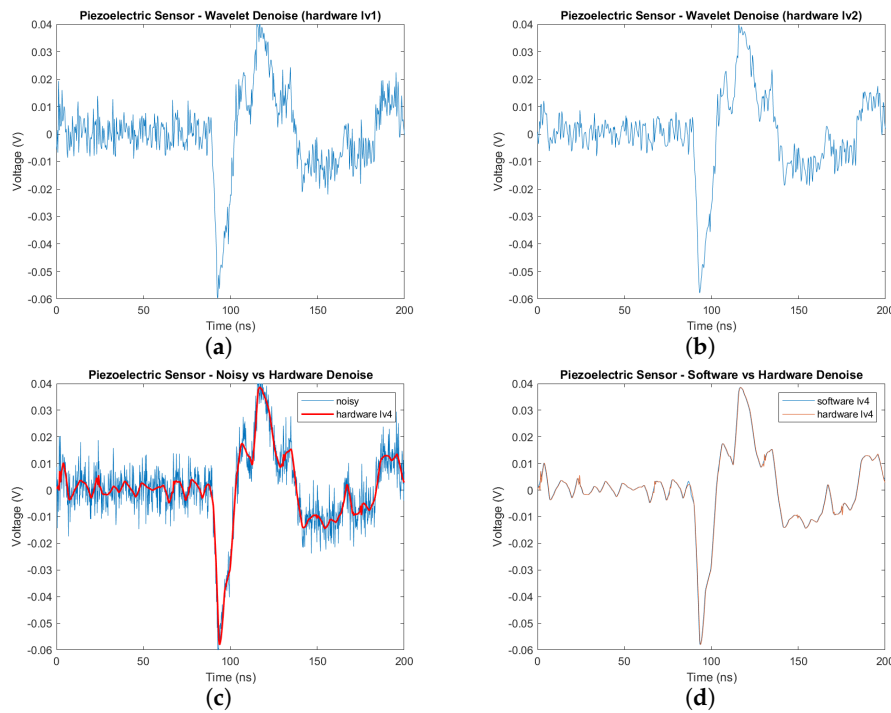 Piezoelectric Sensor - Wavelet Denoise (hardware lv1)
0.04
0.03
0.02
0.01
0
-0.01
-0.02
-0.03
-0.04
-0.05
-0.06
Voltage (V)
0 50 100 150 200
Time (ns)
(a)
Piezoelectric Sensor - Wavelet Denoise (hardware lv2)
0.04
0.03
0.02
0.01
0
-0.01
-0.02
-0.03
-0.04
-0.05
-0.06
Voltage (V)
0 50 100 150 200
Time (ns)
(b)
Piezoelectric Sensor - Noisy vs Hardware Denoise
noisy
hardware lv4
0.04
0.03
0.02
0.01
0
-0.01
-0.02
-0.03
-0.04
-0.05
-0.06
Voltage (V)
0 50 100 150 200
Time (ns)
(c)
Piezoelectric Sensor - Software vs Hardware Denoise
software lv4
hardware lv4
0.04
0.03
0.02
0.01
0
-0.01
-0.02
-0.03
-0.04
-0.05
-0.06
Voltage (V)
0 50 100 150 200
Time (ns)
(d)